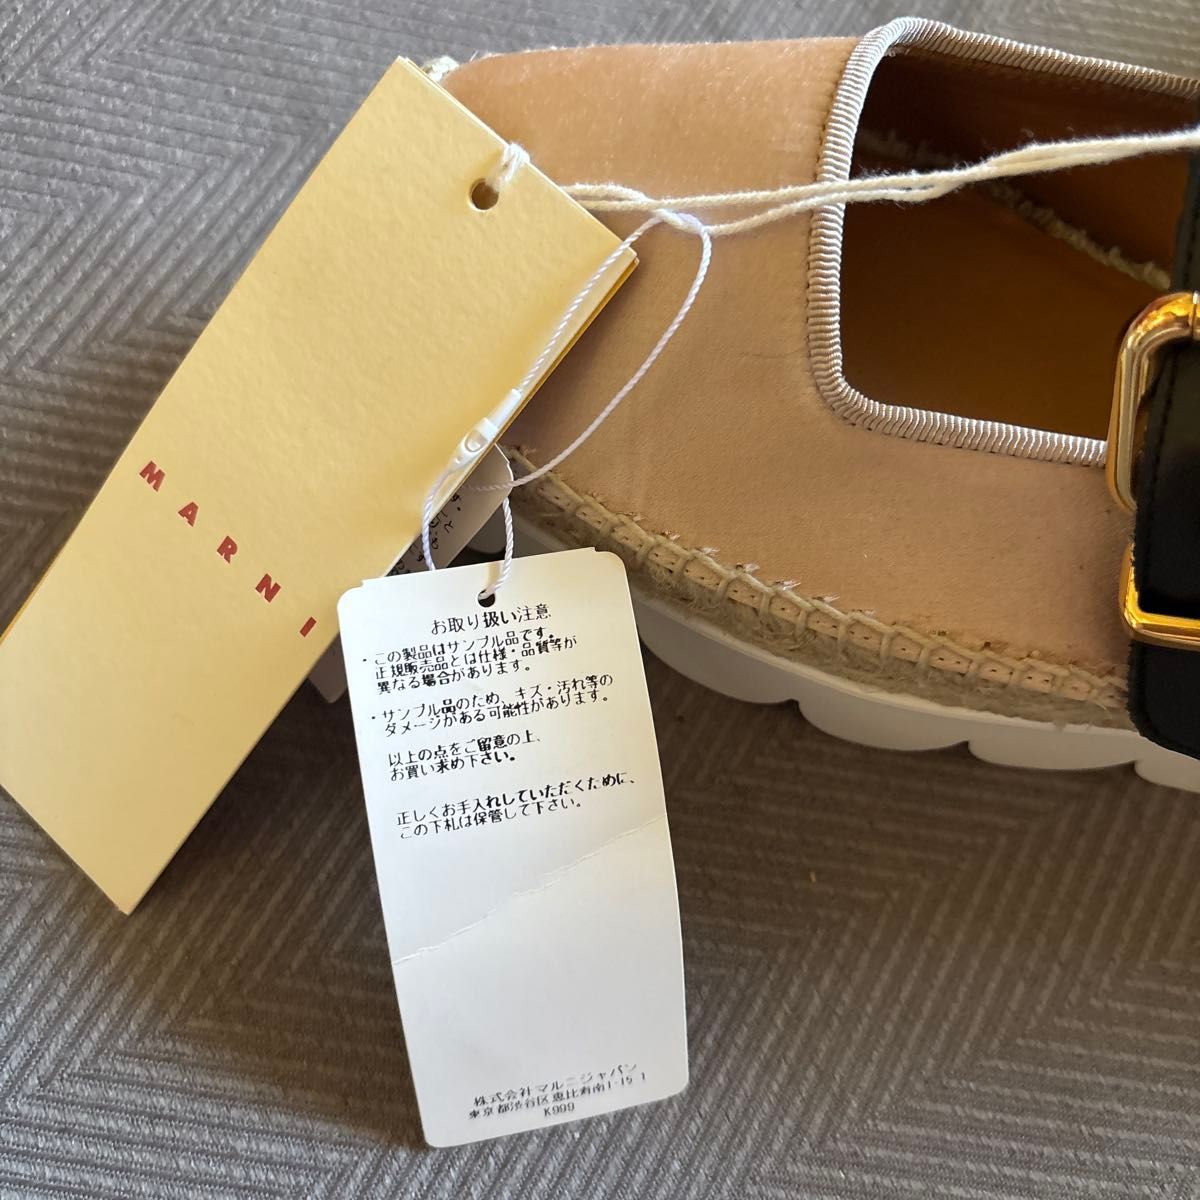 MARNI
お取り扱い注意
・この製品はサンプル品です。
正規販売品とは仕様・品質等が
異なる場合があります。
・サンプル品のため、キズ・汚れ等の
ダメージがある可能性があります。
以上の点をご留意の上、
お買い求め下さい。
正しくお手入れしていただくために、
この下札は保管して下さい。
株式会社マルニジャパン
東京都渋谷区恵比寿南1-15-1
K999